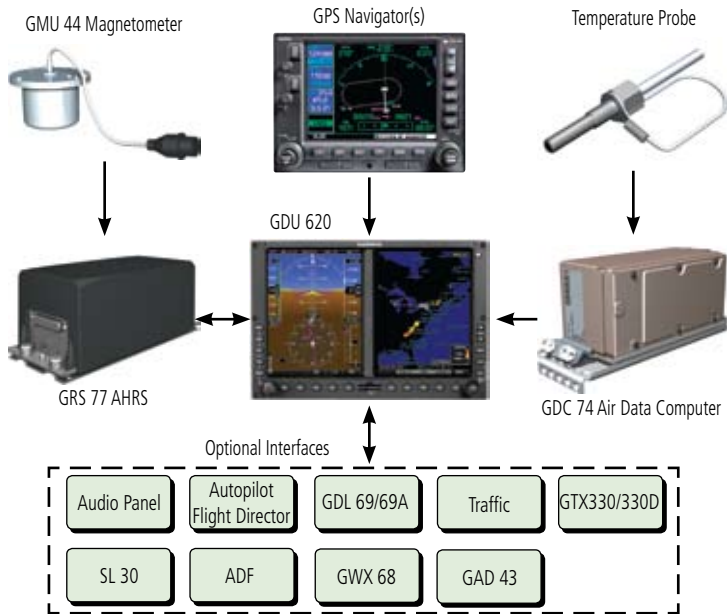 GMU 44 Magnetometer
GPS Navigator(s)
Temperature Probe
GDU 620
GRS 77 AHRS
GDC 74 Air Data Computer
Optional Interfaces
Audio Panel
Autopilot
Flight Director
GDL 69/69A
Traffic
GTX330/330D
SL 30
ADF
GWX 68
GAD 43